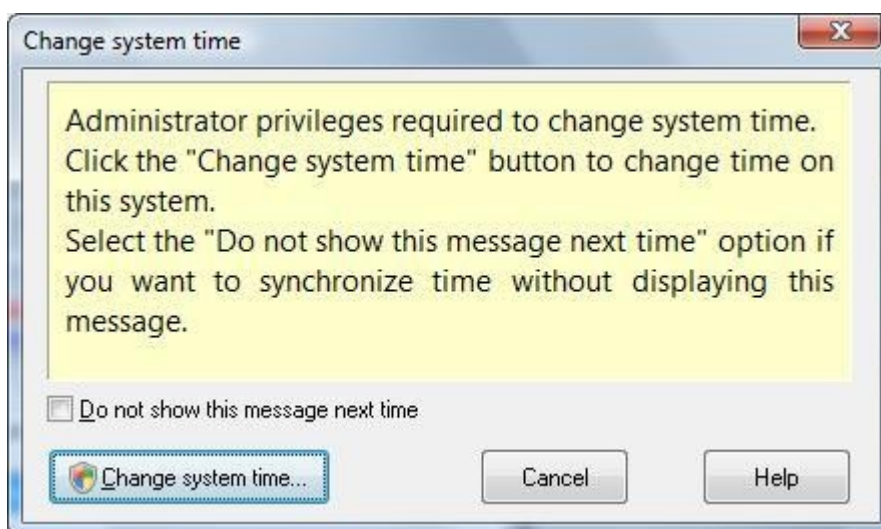 Change system time
Administrator privileges required to change system time.
Click the "Change system time" button to change time on
this system.
Select the "Do not show this message next time" option if
you want to synchronize time without displaying this
message.
Do not show this message next time
Change system time...
Cancel
Help